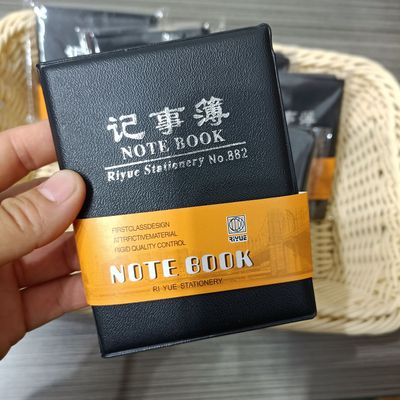 记事簿
NOTE BOOK
Riyue Stationery No.882
FIRSTCLASSDESIGN
ATTRFICTIVEMATERIAL
RIGID QUALITY CONTROL
RIYUE
NOTE BOOK
RI YUE STATIONERY